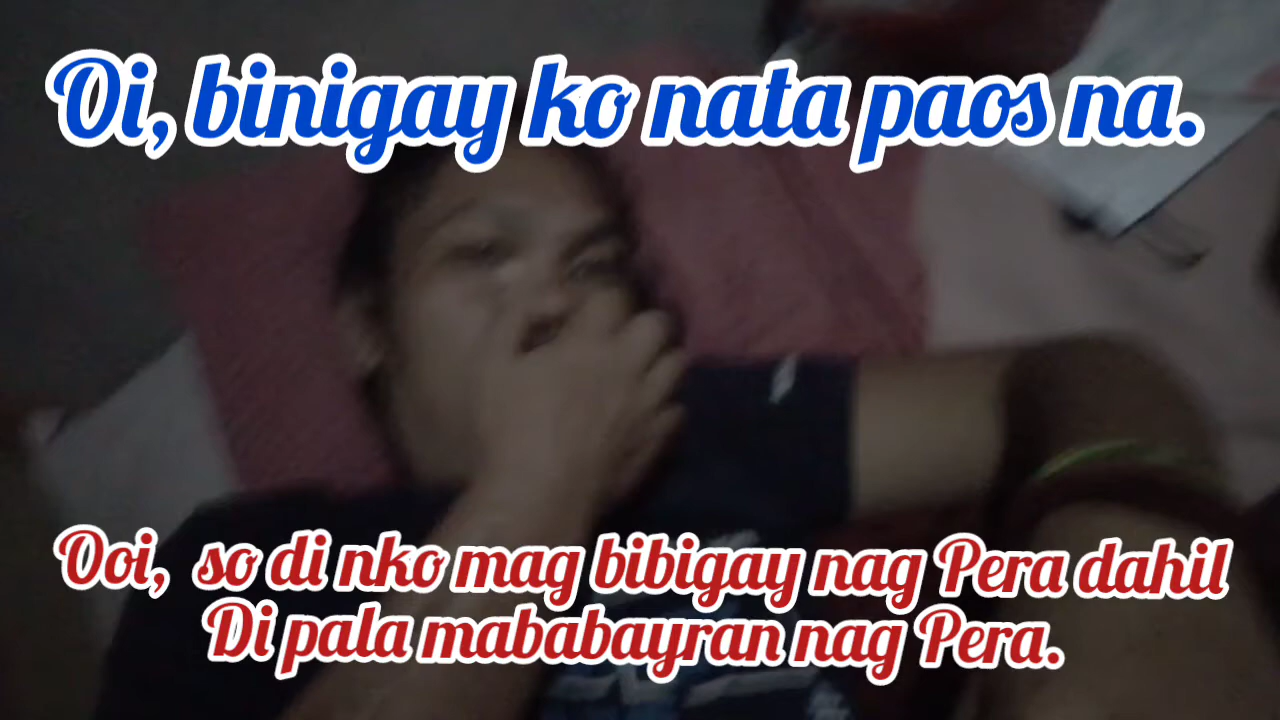 Oi, binigay ko nata paos na.
Ooi, so di nko mag bibigay nag Pera dahil
Di pala mababayran nag Pera.